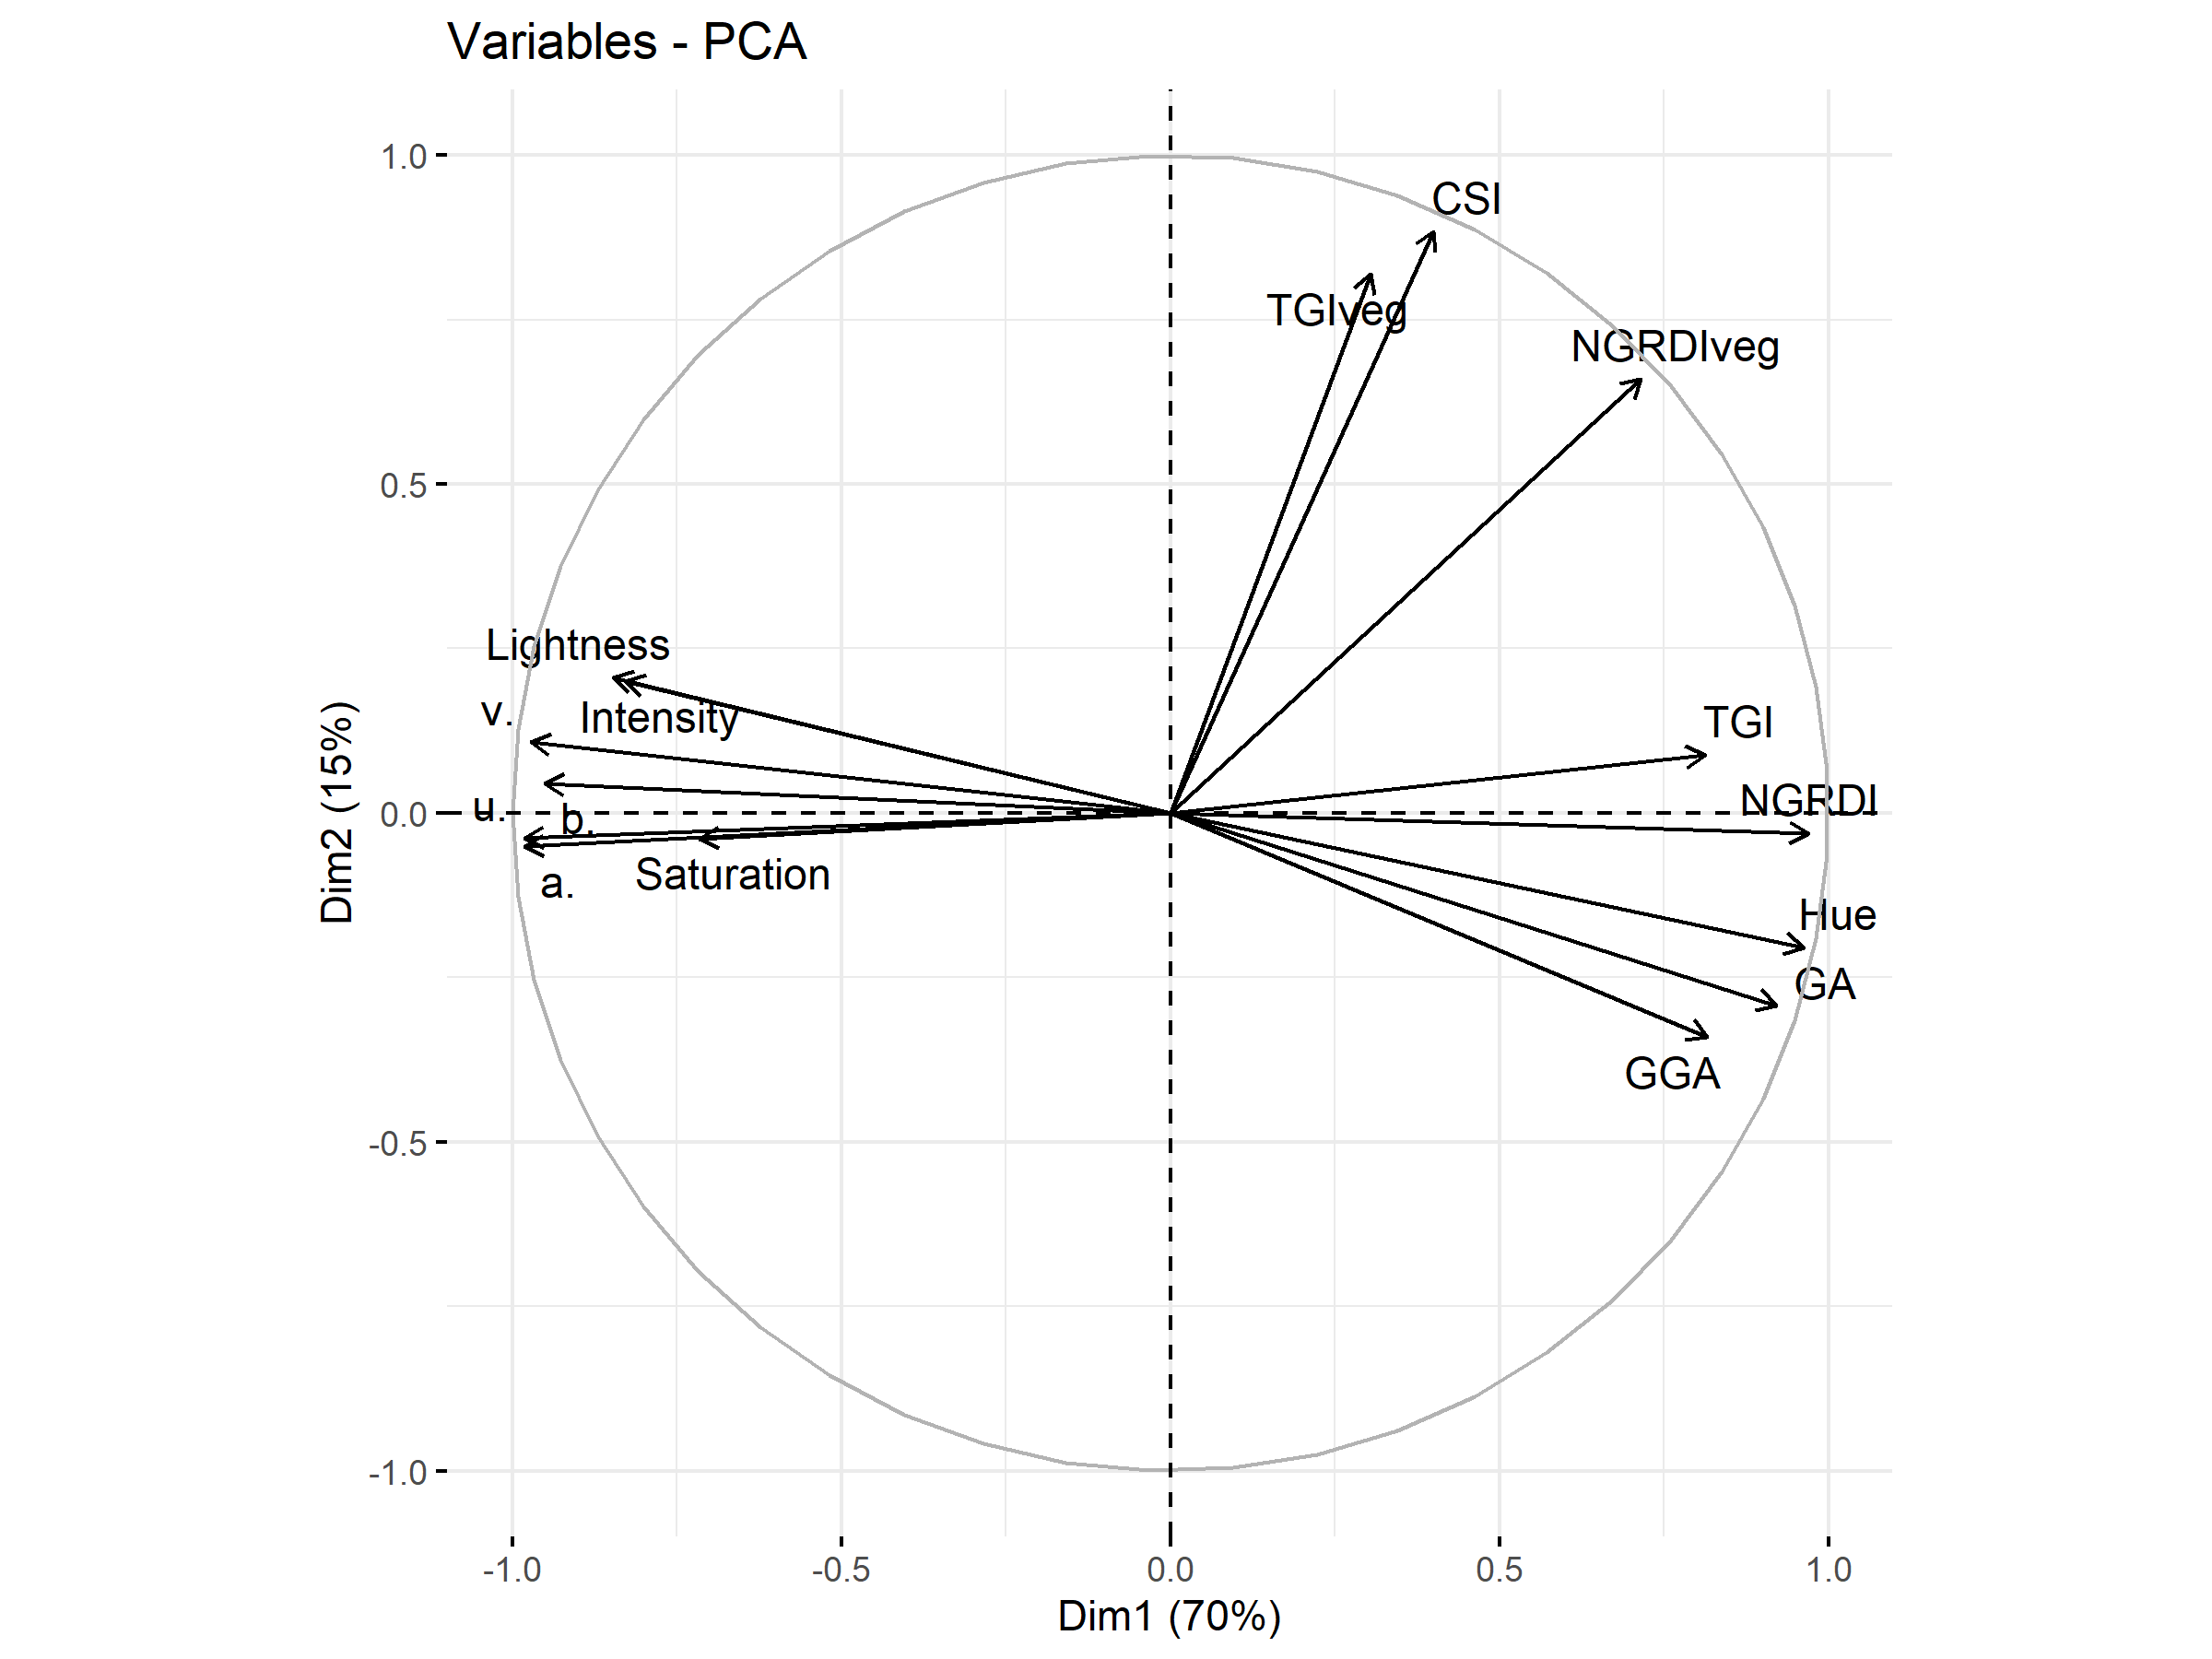 Variables - PCA
1.0
CSI
TGIveg
NGRDIveg
0.5
Lightness
v.
Intensity
TGI
NGRDI
u.
b.
0.0
Dim2 (15%)
Saturation
a.
Hue
GA
GGA
-0.5
-1.0
-1.0
-0.5
0.0
0.5
1.0
Dim1 (70%)